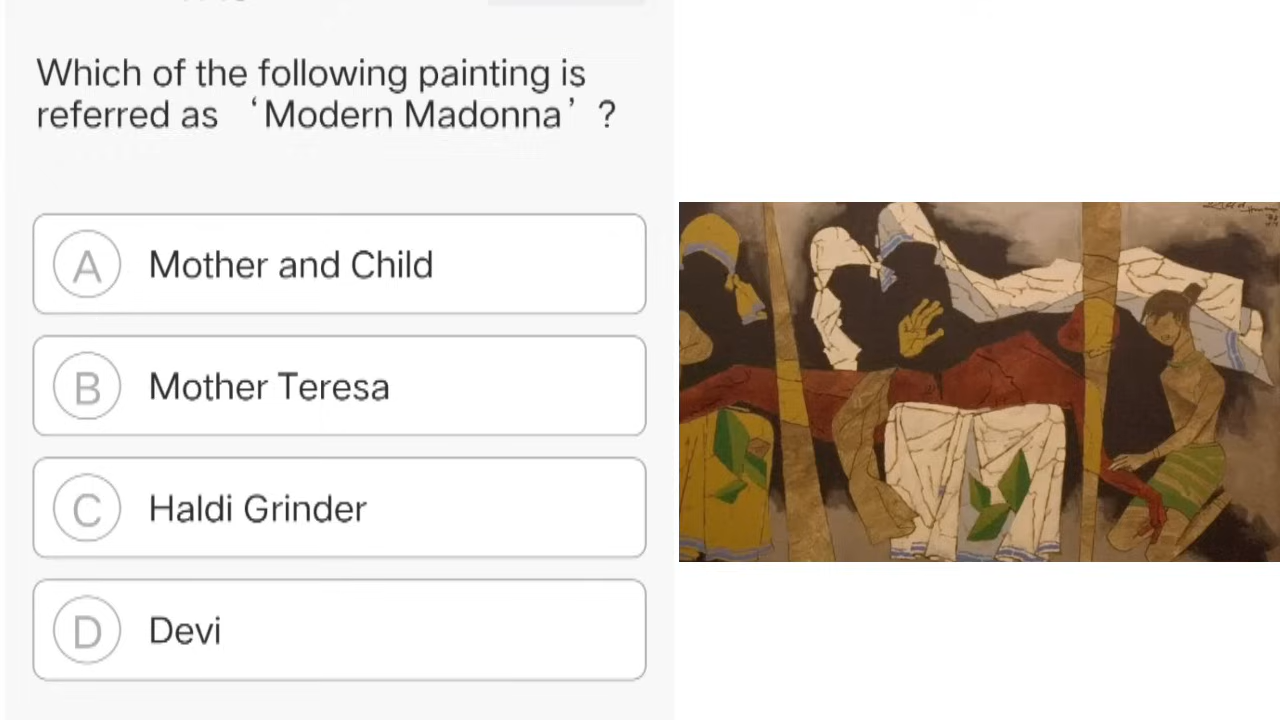 Which of the following painting is
referred as ‘Modern Madonna’ ?
A Mother and Child
B Mother Teresa
C Haldi Grinder
D Devi